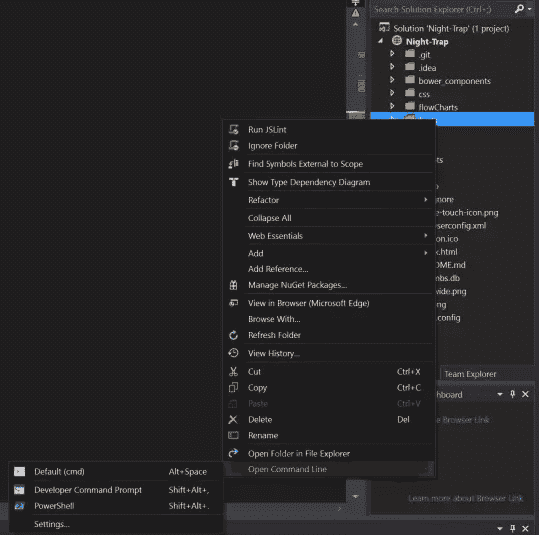 Search Solution Explorer (Ctrl+;)
Solution 'Night-Trap' (1 project)
Night-Trap
.git
.idea
bower_components
css
flowCharts
Run JSLint
Ignore Folder
Find Symbols External to Scope
Show Type Dependency Diagram
Refactor
Collapse All
Web Essentials
Add
Add Reference...
Manage NuGet Packages...
View in Browser (Microsoft Edge)
Browse With...
Refresh Folder
View History...
Cut Ctrl+X
Copy Ctrl+C
Paste Ctrl+V
Delete Del
Rename
Open Folder in File Explorer
Open Command Line
ts
o
nore
e-touch-icon.png
serconfig.xml
on.ico
x.html
OME.md
mbs.db
wide.png
ng
.config
Team Explorer
hboard
e Browser Link
Learn more about Browser Link
Default (cmd) Alt+Space
Developer Command Prompt Shift+Alt+,
PowerShell Shift+Alt+.
Settings...